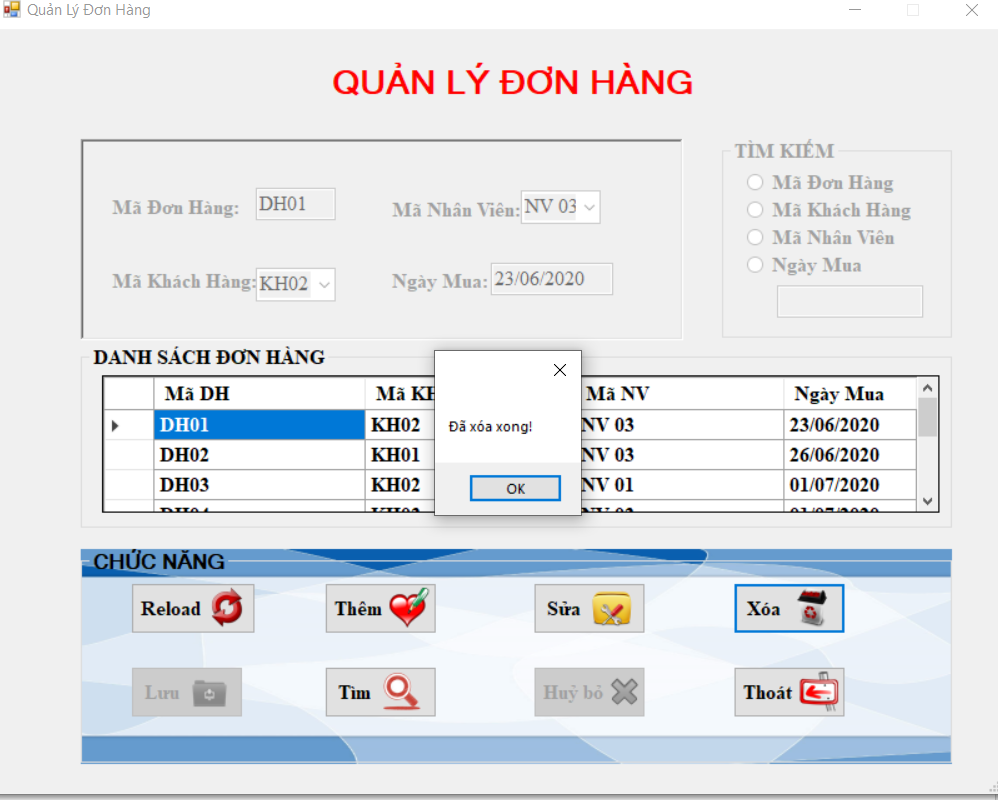 Quản Lý Đơn Hàng
QUẢN LÝ ĐƠN HÀNG
Mã Đơn Hàng: DH01 Mã Nhân Viên: NV 03
Mã Khách Hàng: KH02 Ngày Mua: 23/06/2020
TÌM KIẾM
Mã Đơn Hàng
Mã Khách Hàng
Mã Nhân Viên
Ngày Mua
DANH SÁCH ĐƠN HÀNG
Mã DH Mã KH Mã NV Ngày Mua
DH01 KH02 NV 03 23/06/2020
DH02 KH01 NV 03 26/06/2020
DH03 KH02 NV 01 01/07/2020
Đã xóa xong!
OK
CHỨC NĂNG
Reload Thêm Sửa Xóa
Lưu Tìm Huỷ bỏ Thoát